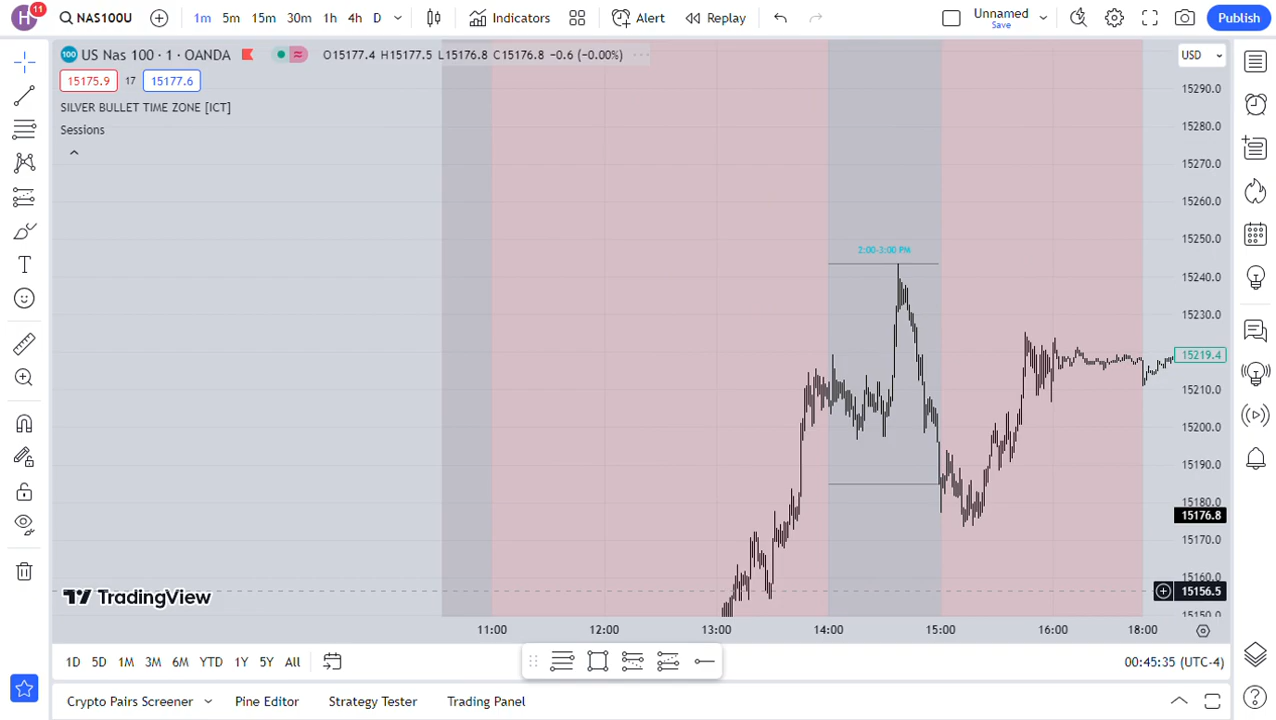 H 11 NAS100U 1m 5m 15m 30m 1h 4h D Indicators Alert Replay Unnamed Save Publish
100 US Nas 100 · 1 · OANDA O15177.4 H15177.5 L15176.8 C15176.8 −0.6 (−0.00%) USD
15175.9 17 15177.6
15290.0
SILVER BULLET TIME ZONE [ICT]
15280.0
Sessions
15270.0
15260.0
15250.0
2:00-3:00 PM
15240.0
15230.0
15219.4
15210.0
15200.0
15190.0
15180.0
15176.8
15170.0
15160.0
15156.5
TradingView
15150.0
11:00 12:00 13:00 14:00 15:00 16:00 18:00
1D 5D 1M 3M 6M YTD 1Y 5Y All 00:45:35 (UTC-4)
Crypto Pairs Screener Pine Editor Strategy Tester Trading Panel